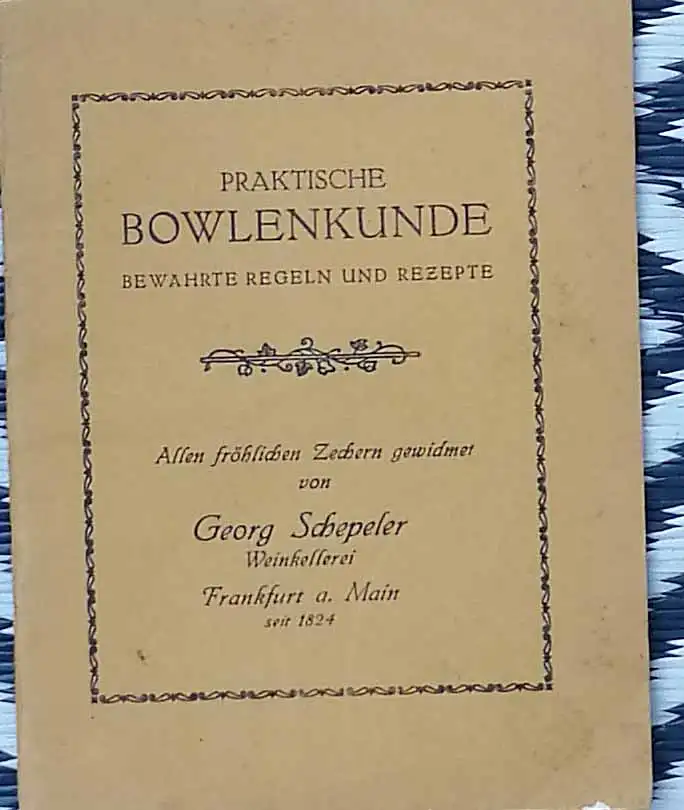 PRAKTISCHE
BOWLENKUNDE
BEWAHRTE REGELN UND REZEPTE
Allen fröhlichen Zechern gewidmet
von
Georg Schepeler
Weinkellerei
Frankfurt a. Main
seit 1824